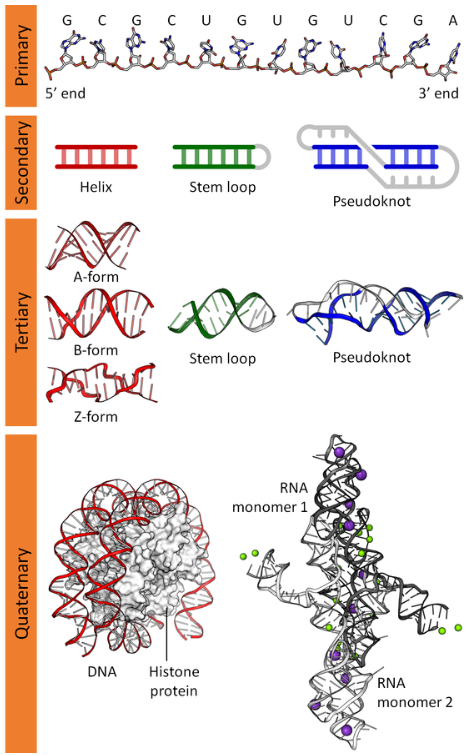 Primary
G C G C U G U G U C G A
5’ end
3’ end
Secondary
Helix
Stem loop
Pseudoknot
Tertiary
A-form
B-form
Z-form
Stem loop
Pseudoknot
Quaternary
DNA
Histone
protein
RNA
monomer 1
RNA
monomer 2